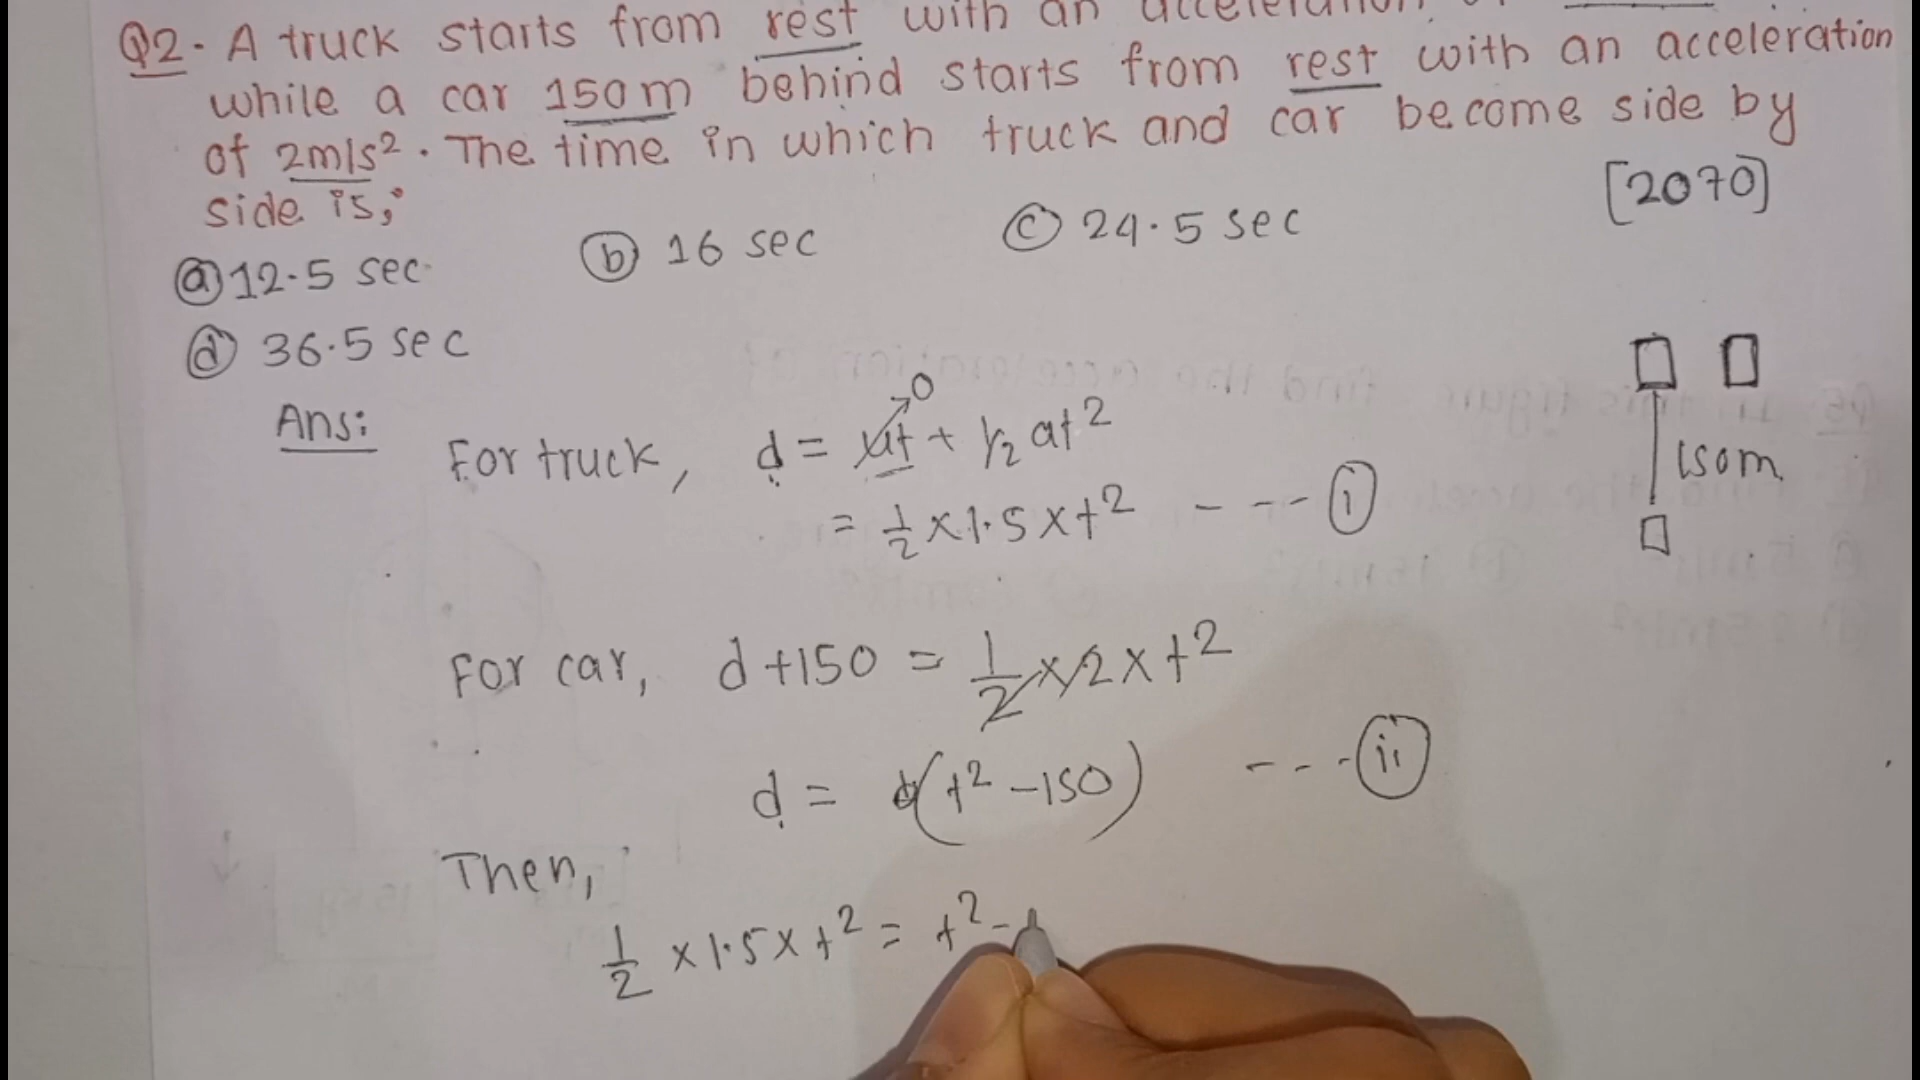 Q2. A truck starts from rest with an acceleration
while a car 150m behind starts from rest with an acceleration
of 2m/s². The time in which truck and car become side by
side is;
[2070]
(a) 12.5 sec
(b) 16 sec
(c) 24.5 sec
(d) 36.5 sec
Ans:
For truck, d = ut + 1/2 at²
0
= 1/2 × 1.5 × t² - - - (i)
150m
For car, d + 150 = 1/2 × 2 × t²
d = (t² - 150) - - - (ii)
Then,
1/2 × 1.5 × t² = t² -